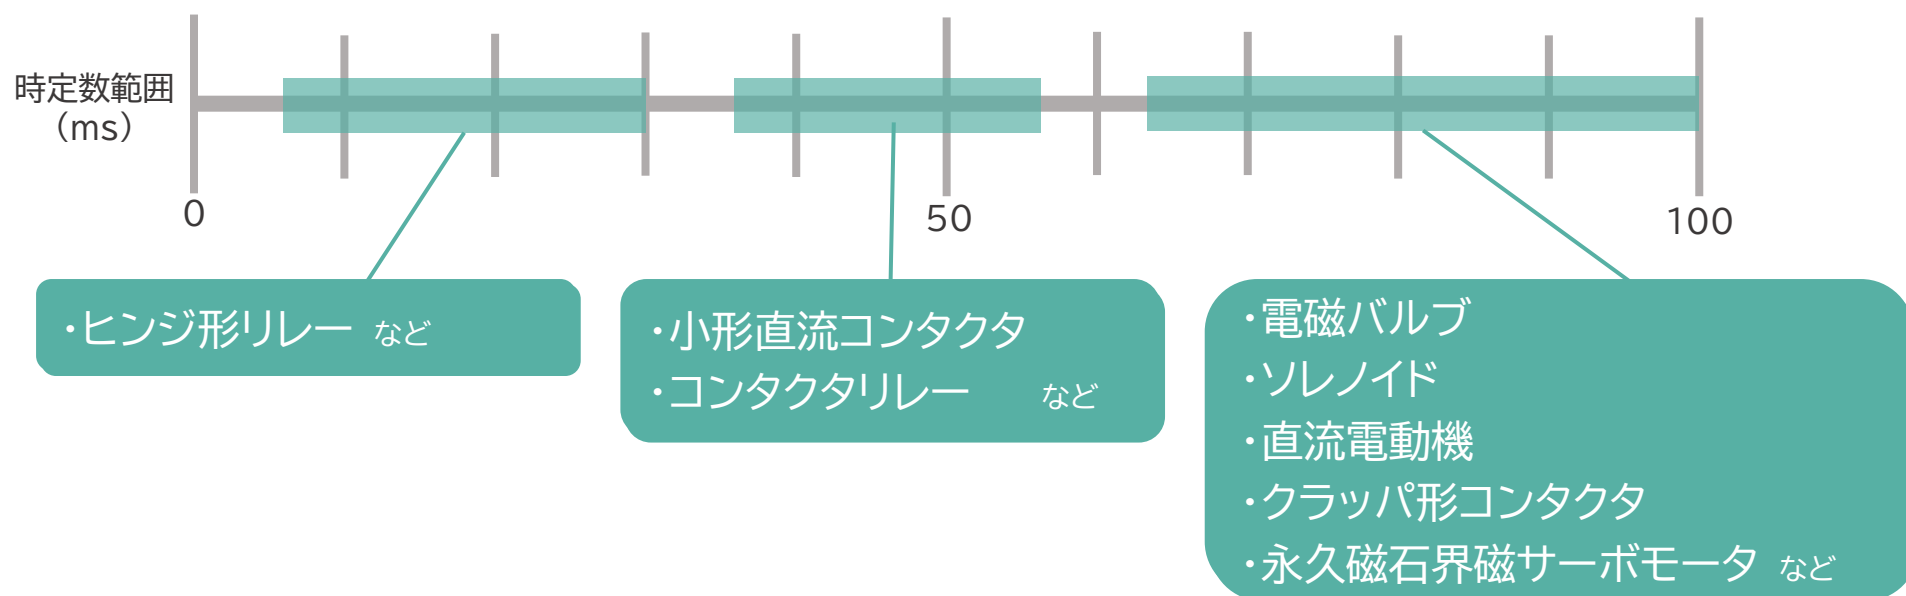 時定数範囲
（ms）
0
50
100
・ヒンジ形リレー など
・小形直流コンタクタ
・コンタクタリレー など
・電磁バルブ
・ソレノイド
・直流電動機
・クラッパ形コンタクタ
・永久磁石界磁サーボモータ など